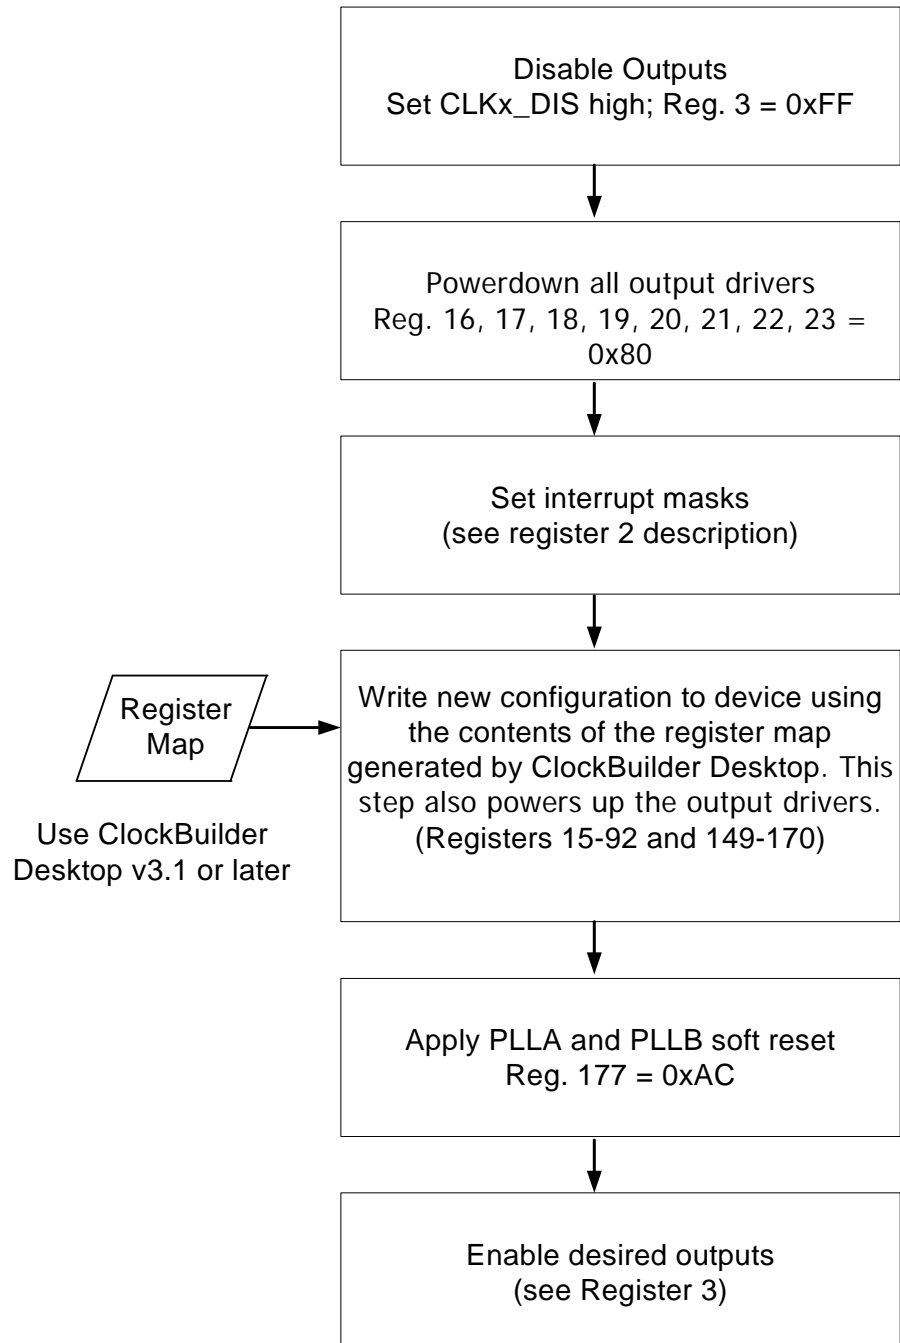 Disable Outputs
Set CLKx_DIS high; Reg. 3 = 0xFF
Powerdown all output drivers
Reg. 16, 17, 18, 19, 20, 21, 22, 23 =
0x80
Set interrupt masks
(see register 2 description)
Register
Map
Use ClockBuilder
Desktop v3.1 or later
Write new configuration to device using
the contents of the register map
generated by ClockBuilder Desktop. This
step also powers up the output drivers.
(Registers 15-92 and 149-170)
Apply PLLA and PLLB soft reset
Reg. 177 = 0xAC
Enable desired outputs
(see Register 3)